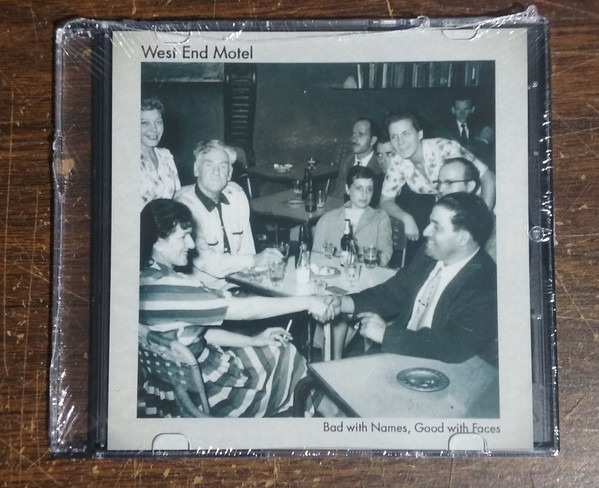 West End Motel
Bad with Names, Good with Faces